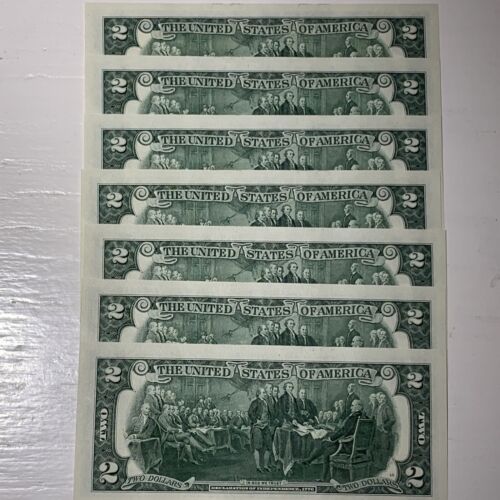 2 THE UNITED STATES OF AMERICA 2
2 THE UNITED STATES OF AMERICA 2
2 THE UNITED STATES OF AMERICA 2
2 THE UNITED STATES OF AMERICA 2
2 THE UNITED STATES OF AMERICA 2
2 THE UNITED STATES OF AMERICA 2
2 THE UNITED STATES OF AMERICA 2
TWO
TWO
IN GOD WE TRUST
2 TWO DOLLARS DECLARATION OF INDEPENDENCE, 1776 TWO DOLLARS 2